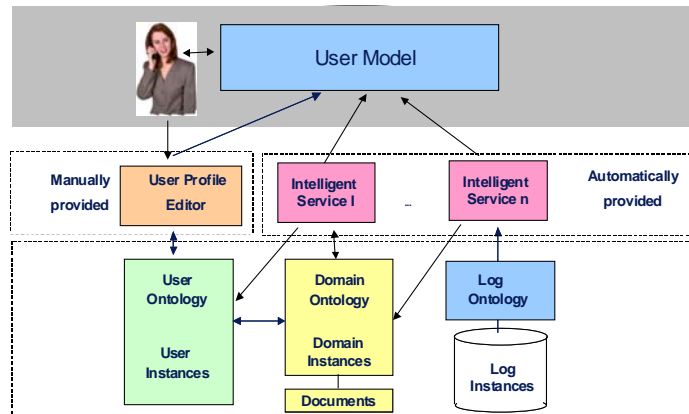 User Model
Manually
provided
User Profile
Editor
Intelligent
Service I
...
Intelligent
Service n
Automatically
provided
User
Ontology
User
Instances
Domain
Ontology
Domain
Instances
Documents
Log
Ontology
Log
Instances